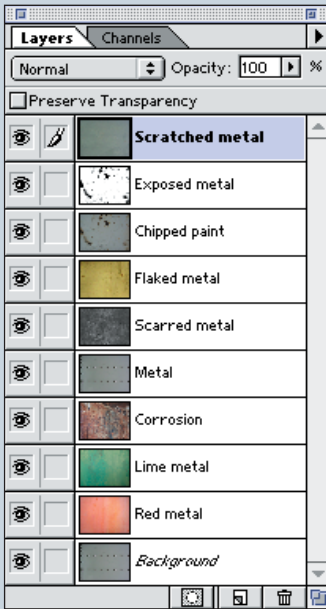 Layers Channels
Normal Opacity: 100 %
Preserve Transparency
Scratched metal
Exposed metal
Chipped paint
Flaked metal
Scarred metal
Metal
Corrosion
Lime metal
Red metal
Background